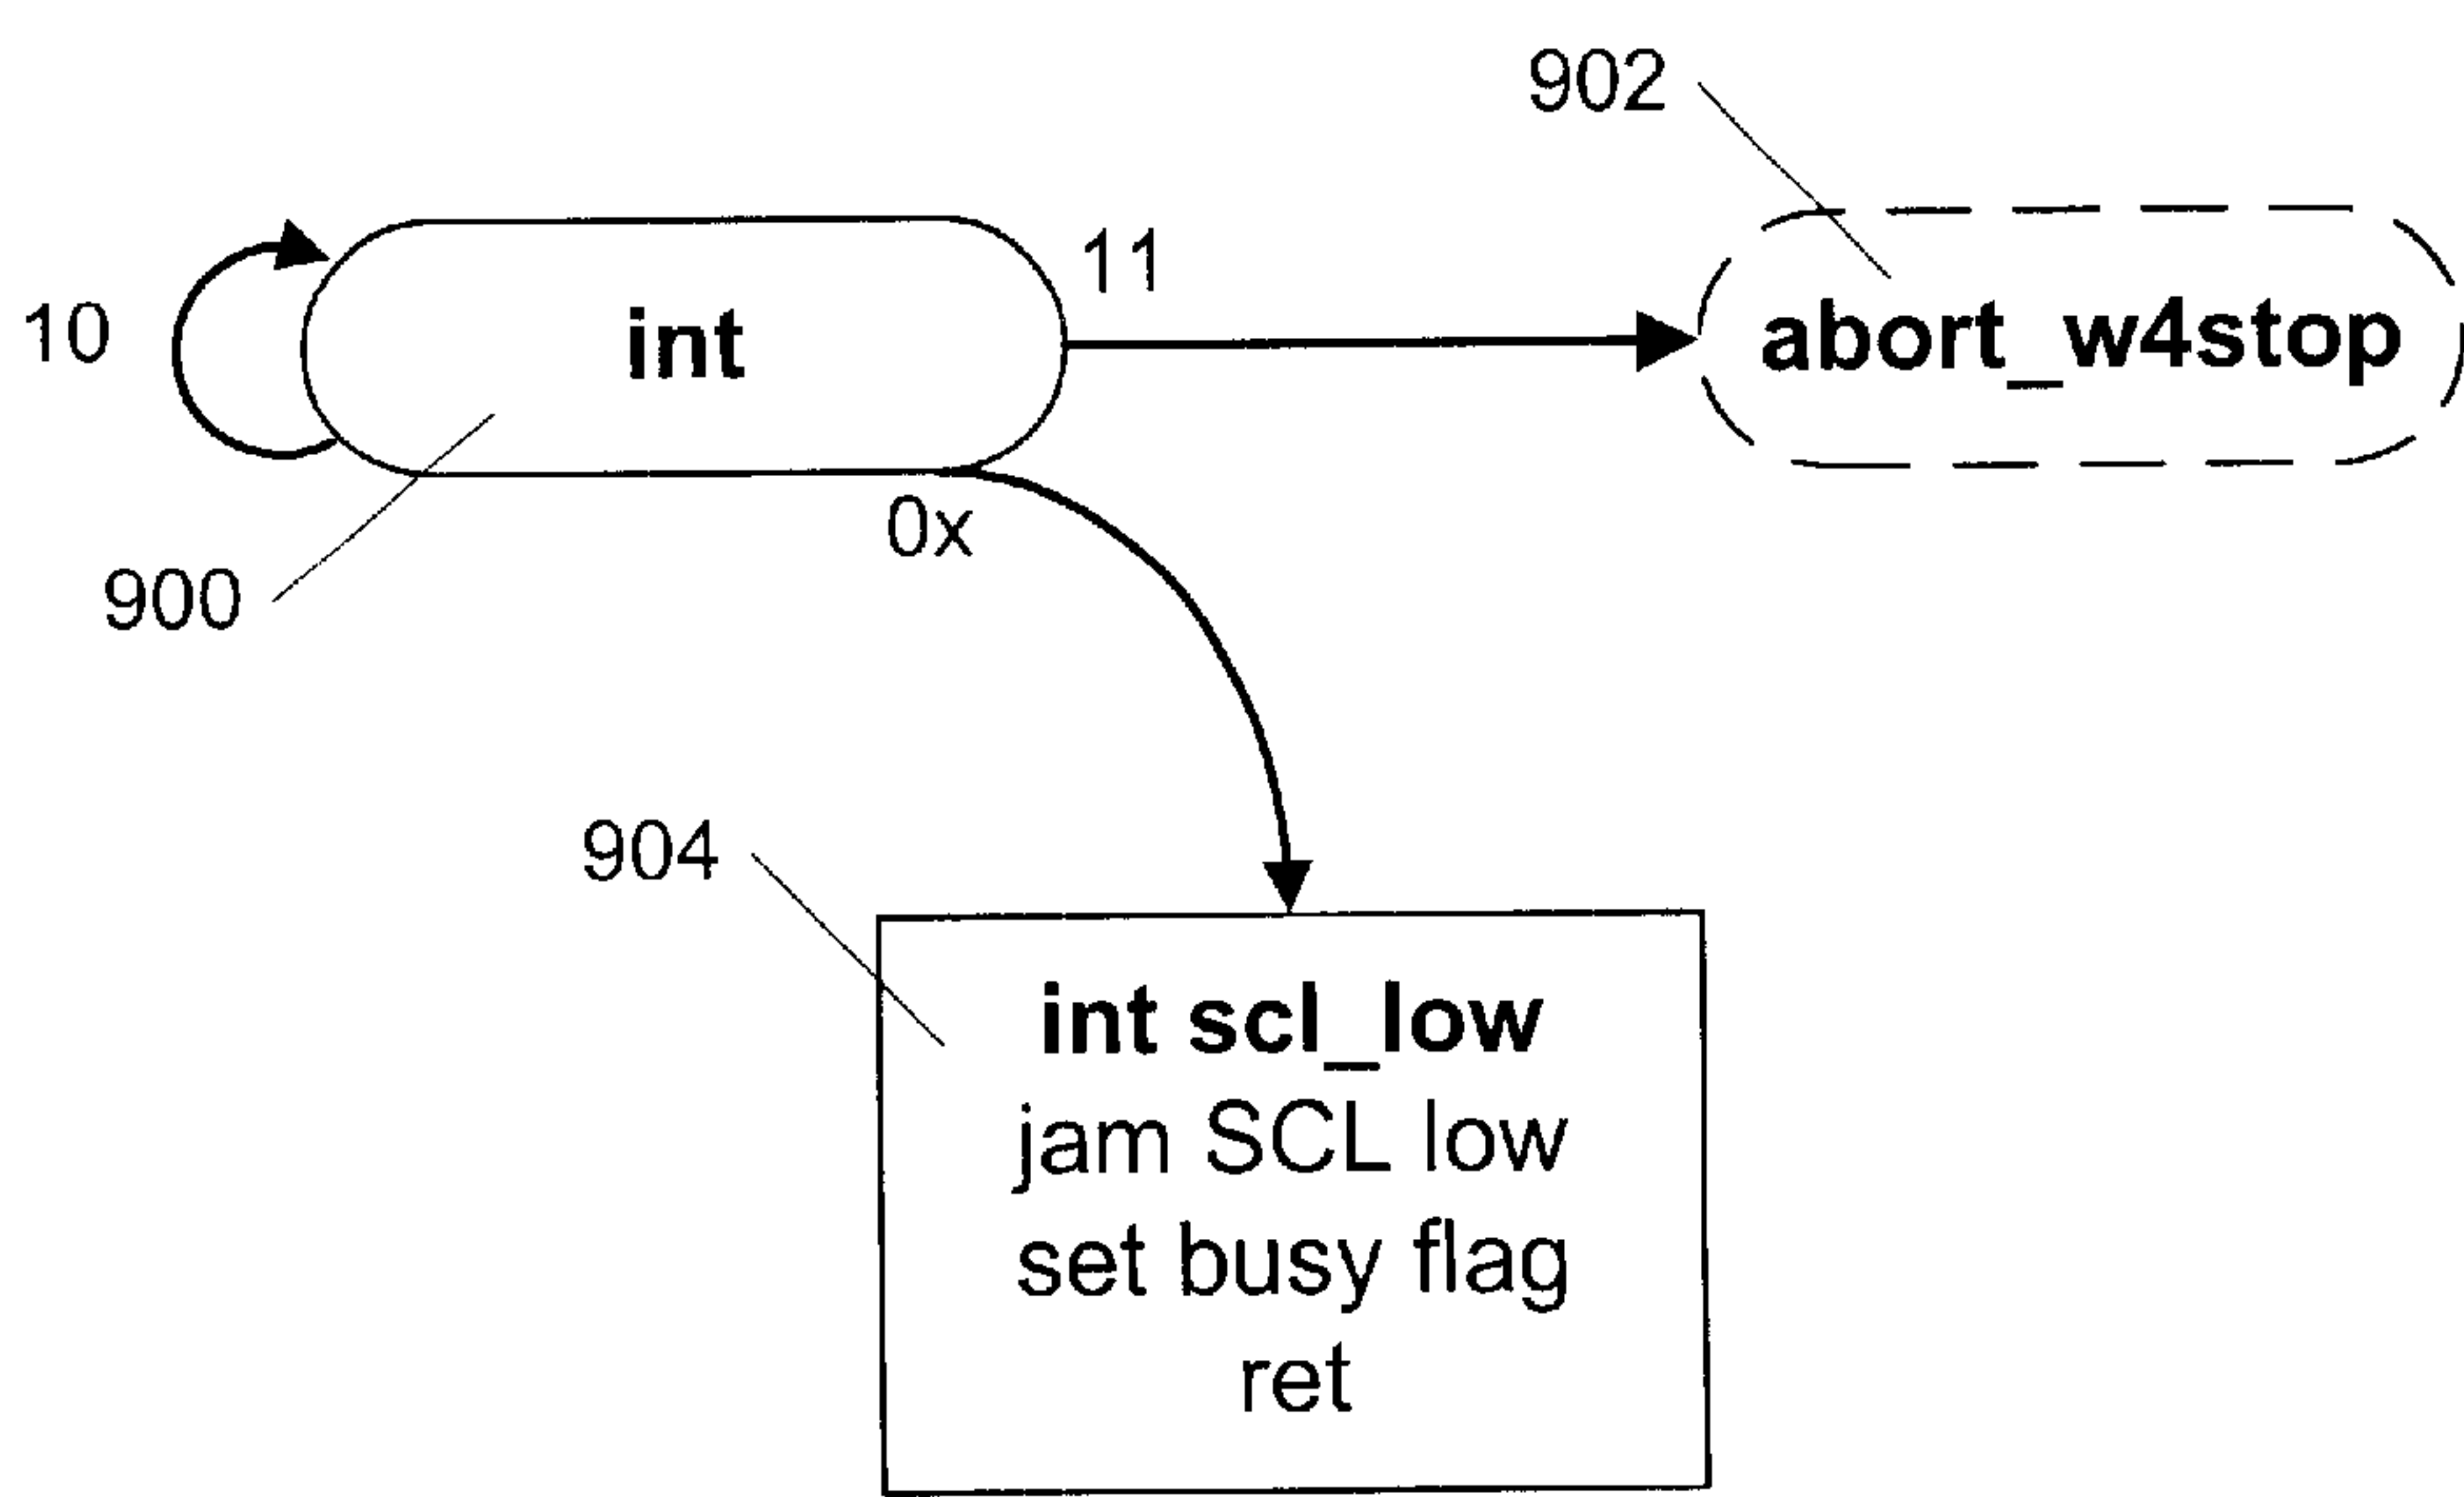 902
11
10
int
abort_w4stop
0x
900
904
int scl_low
jam SCL low
set busy flag
ret